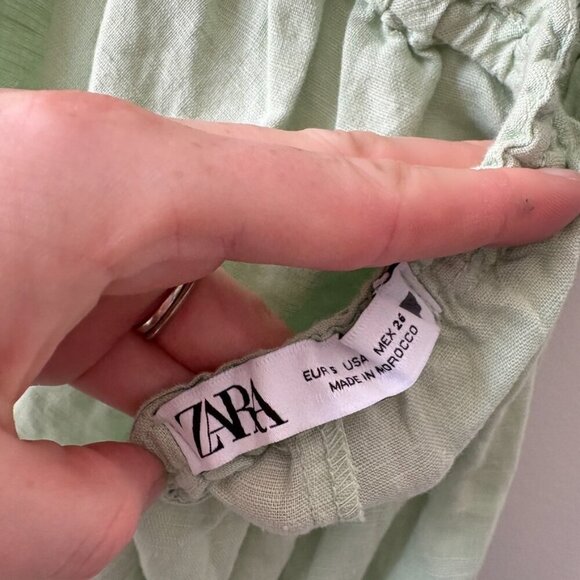 ZARA
EUR S USA MEX 26
MADE IN MOROCCO